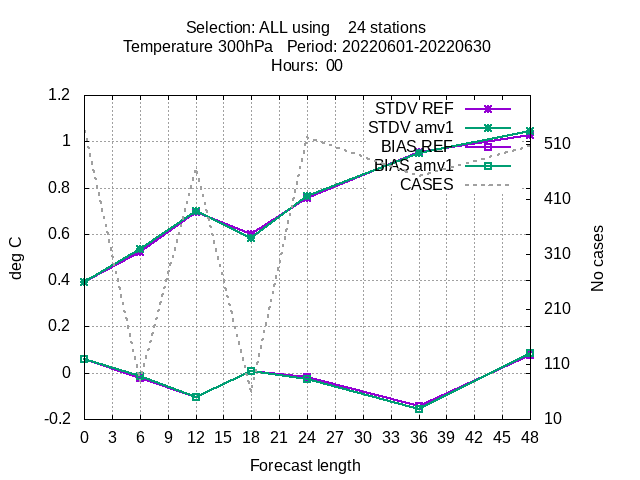 Selection: ALL using    24 stations
Temperature 300hPa   Period: 20220601-20220630
Hours:  00
STDV REF
STDV amv1
BIAS REF
BIAS amv1
CASES
1.2
1
0.8
0.6
0.4
0.2
0
-0.2
deg C
510
410
310
210
110
10
No cases
0 3 6 9 12 15 18 21 24 27 30 33 36 39 42 45 48
Forecast length